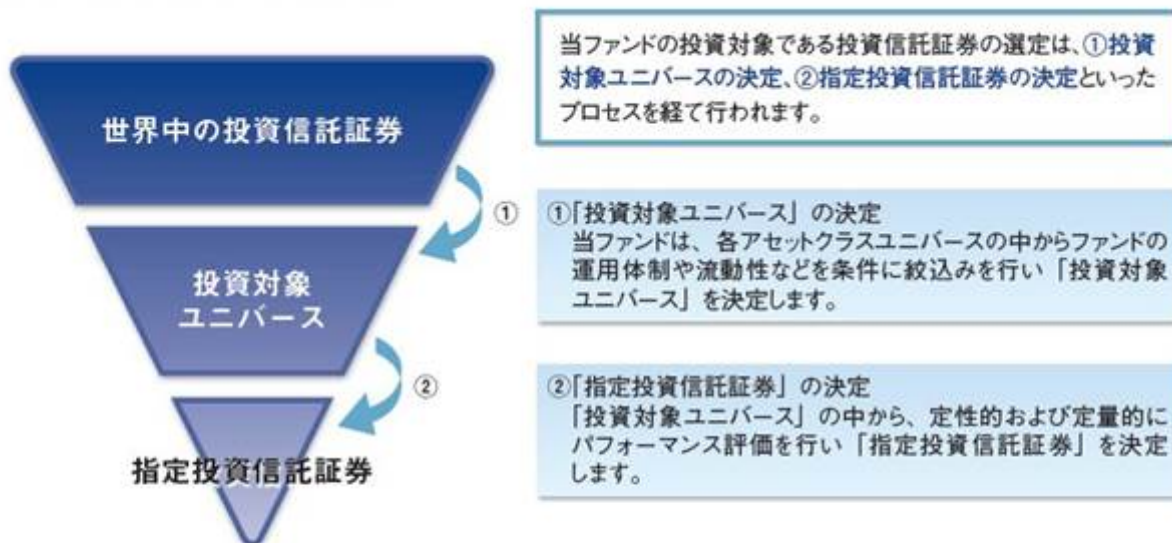 当ファンドの投資対象である投資信託証券の選定は、①投資
対象ユニバースの決定、②指定投資信託証券の決定といった
プロセスを経て行われます。
世界中の投資信託証券
①
①「投資対象ユニバース」の決定
当ファンドは、各アセットクラスユニバースの中からファンドの
運用体制や流動性などを条件に絞込みを行い「投資対象
ユニバース」を決定します。
投資対象
ユニバース
②
②「指定投資信託証券」の決定
「投資対象ユニバース」の中から、定性的および定量的に
パフォーマンス評価を行い「指定投資信託証券」を決定
します。
指定投資信託証券